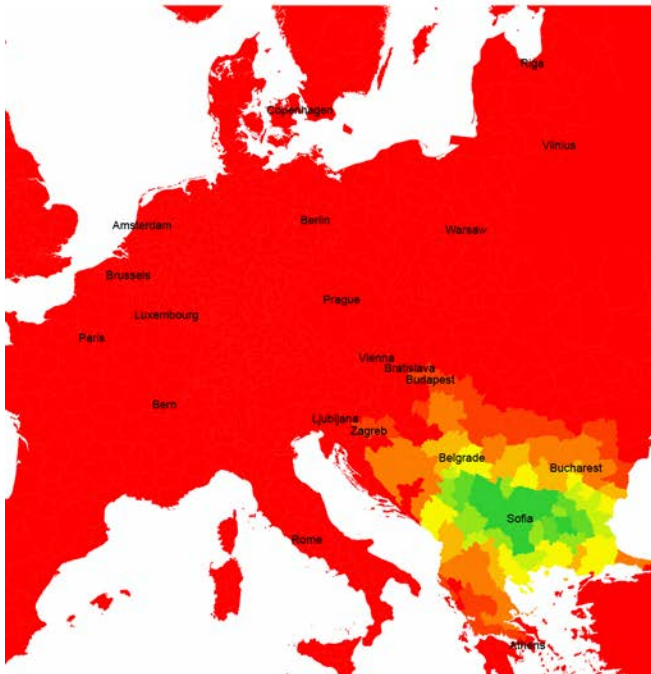 Riga
Copenhagen
Vilnius
Berlin
Amsterdam
Warsaw
Brussels
Prague
Luxembourg
Paris
Vienna
Bratislava
Budapest
Bern
Ljubljana
Zagreb
Belgrade
Bucharest
Sofia
Rome
Athens